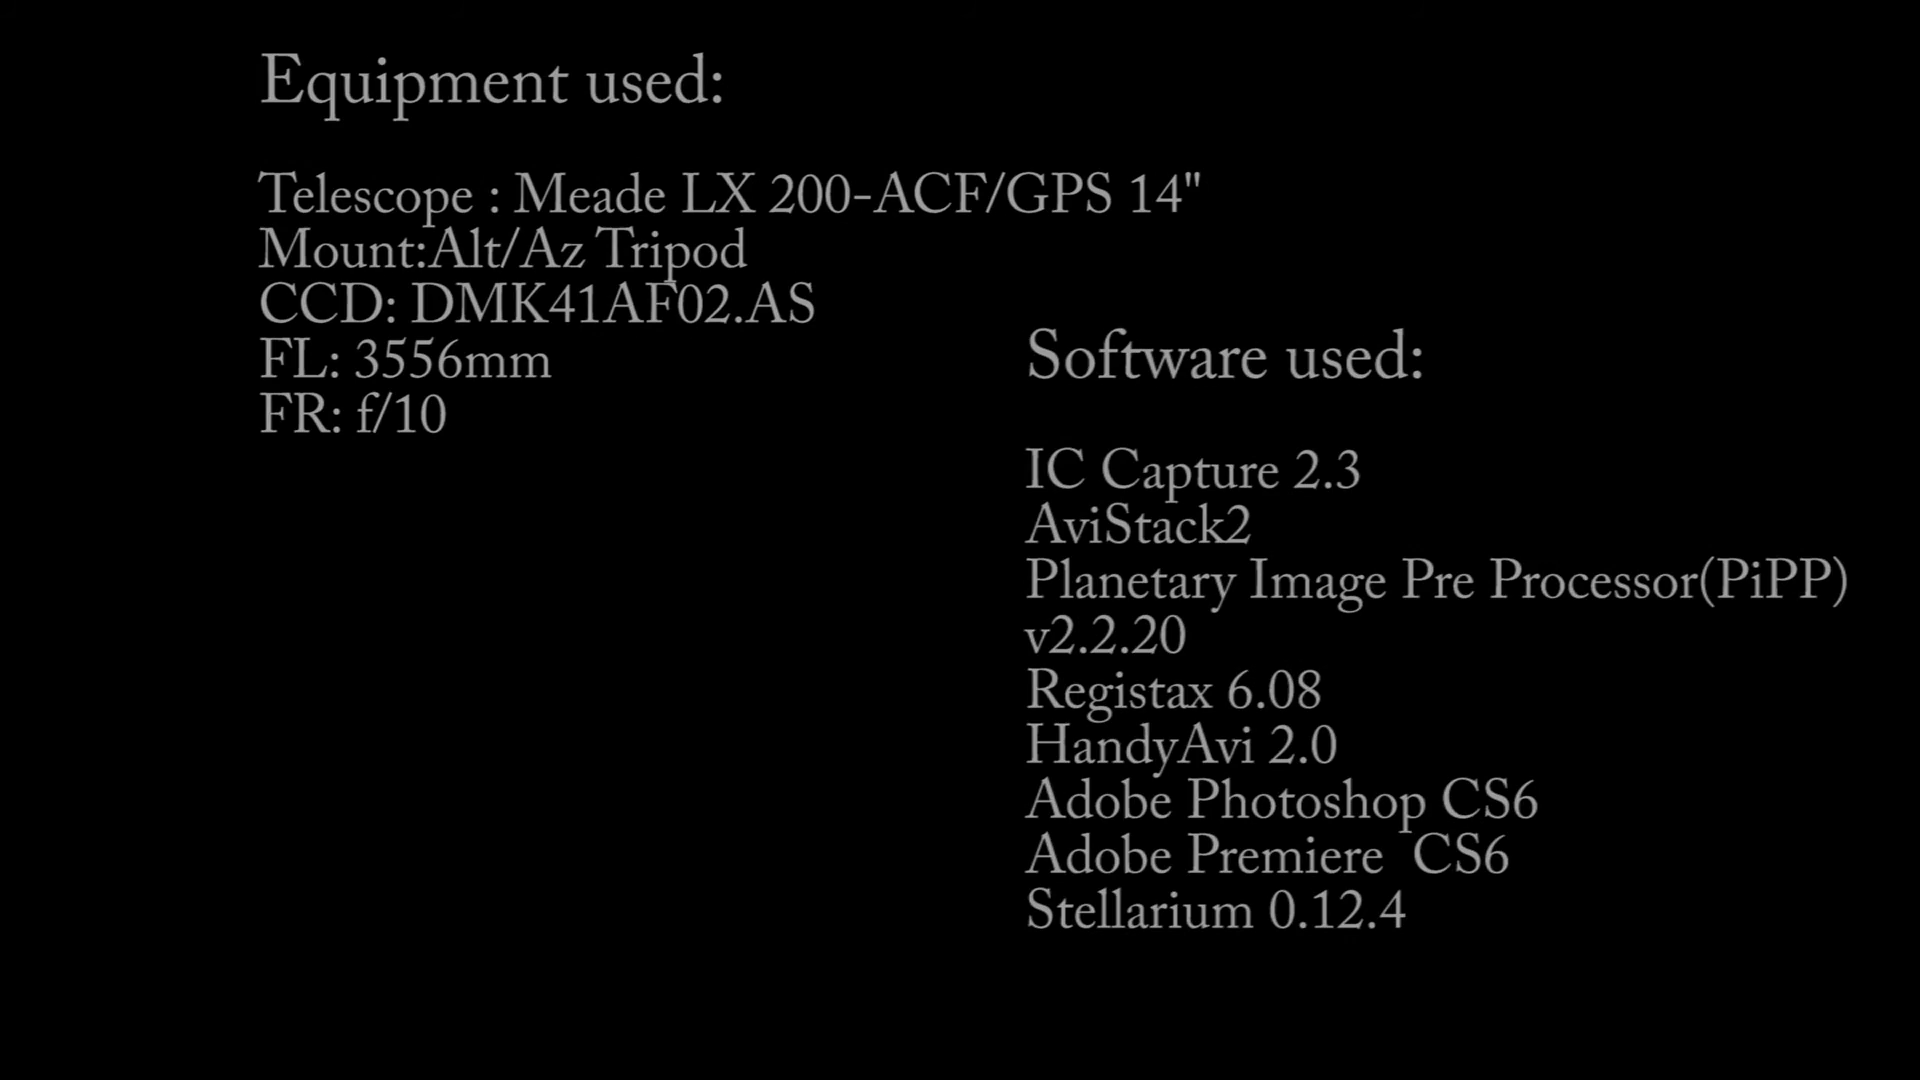 Equipment used:
Telescope : Meade LX 200-ACF/GPS 14"
Mount:Alt/Az Tripod
CCD: DMK41AF02.AS
FL: 3556mm
FR: f/10
Software used:
IC Capture 2.3
AviStack2
Planetary Image Pre Processor(PiPP)
v2.2.20
Registax 6.08
HandyAvi 2.0
Adobe Photoshop CS6
Adobe Premiere  CS6
Stellarium 0.12.4